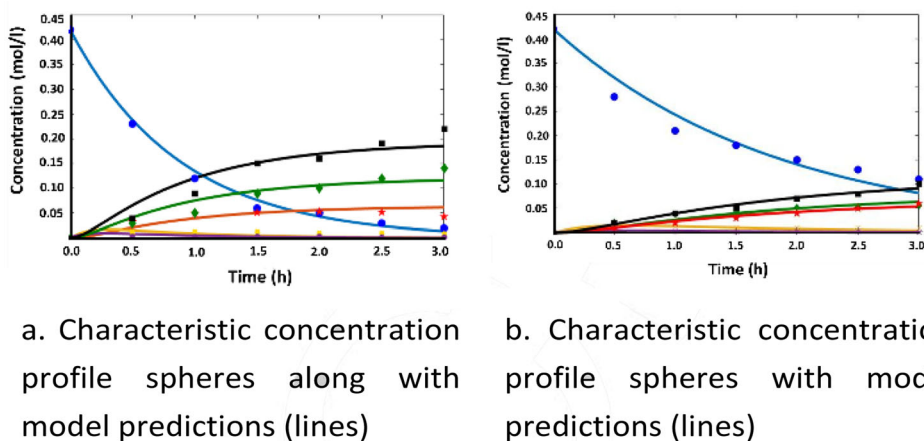 Concentration (mol/l)
0.45
0.40
0.35
0.30
0.25
0.20
0.15
0.10
0.05
0.0 0.5 1.0 1.5 2.0 2.5 3.0
Time (h)
a. Characteristic concentration
profile spheres along with
model predictions (lines)
Concentration (mol/l)
0.45
0.40
0.35
0.30
0.25
0.20
0.15
0.10
0.05
0.0 0.5 1.0 1.5 2.0 2.5 3.0
Time (h)
b. Characteristic concentratio
profile spheres with mod
predictions (lines)